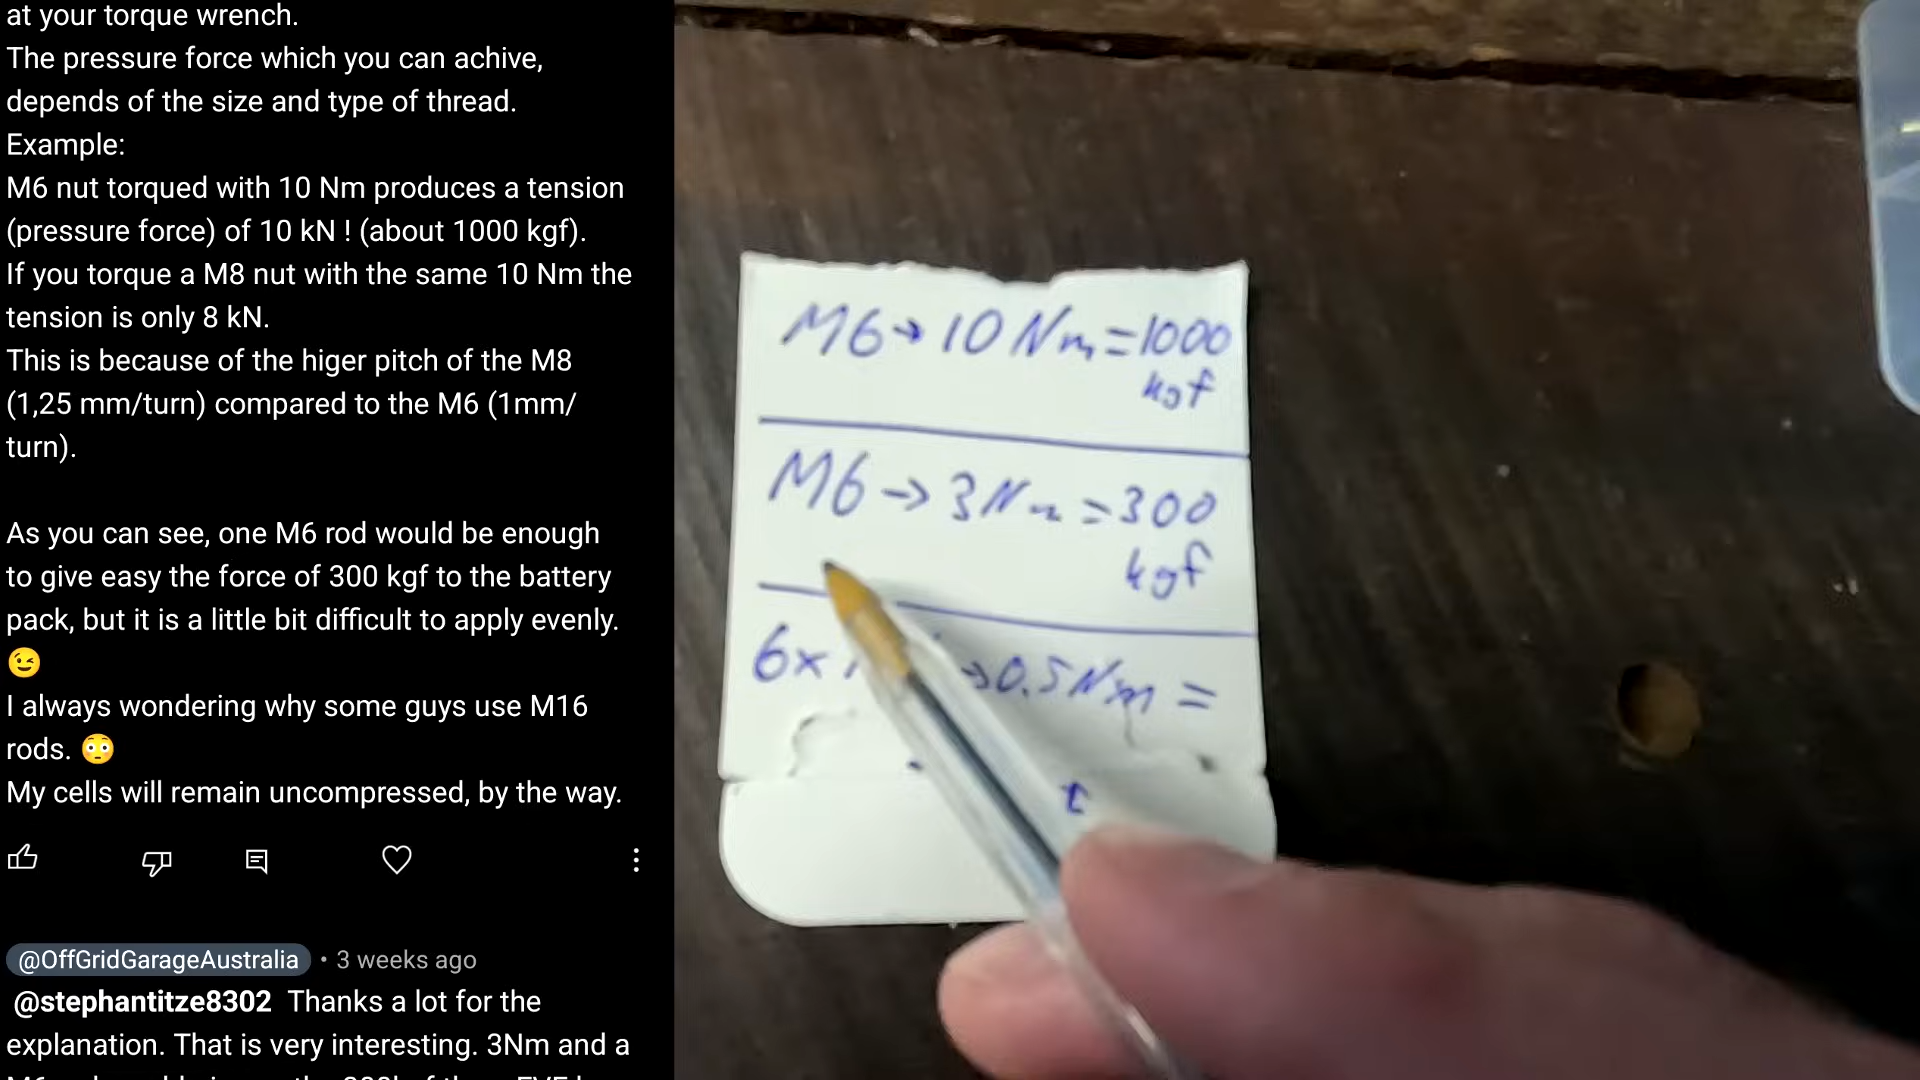 at your torque wrench.
The pressure force which you can achive,
depends of the size and type of thread.
Example:
M6 nut torqued with 10 Nm produces a tension
(pressure force) of 10 kN ! (about 1000 kgf).
If you torque a M8 nut with the same 10 Nm the
tension is only 8 kN.
This is because of the higer pitch of the M8
(1,25 mm/turn) compared to the M6 (1mm/
turn).
As you can see, one M6 rod would be enough
to give easy the force of 300 kgf to the battery
pack, but it is a little bit difficult to apply evenly.
😉
I always wondering why some guys use M16
rods. 😳
My cells will remain uncompressed, by the way.
@OffGridGarageAustralia • 3 weeks ago
@stephantitze8302 Thanks a lot for the
explanation. That is very interesting. 3Nm and a
M6→10 Nm=1000
kgf
M6→3Nm=300
kgf
6x →0.5Nm=